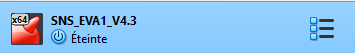 x64
SNS_EVA1_V4.3
Éteinte